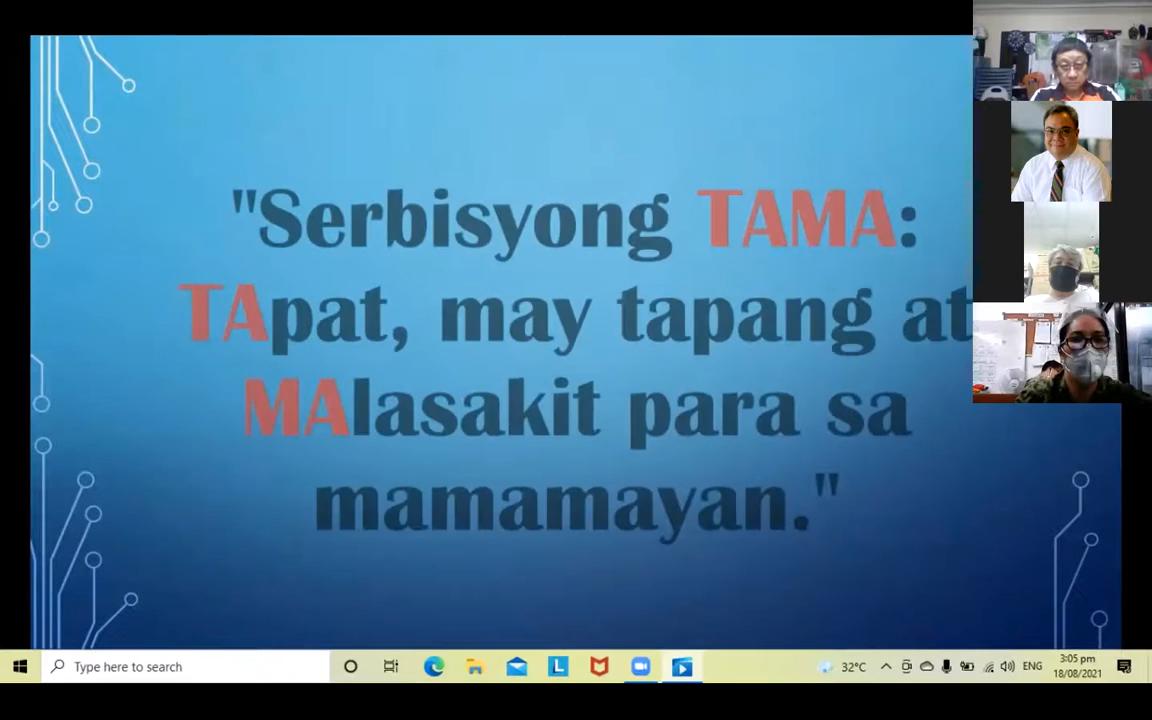 "Serbisyong TAMA:
TApat, may tapang at
MAlasakit para sa
mamamayan."
Type here to search
L
32°C
ENG
3:05 pm
18/08/2021